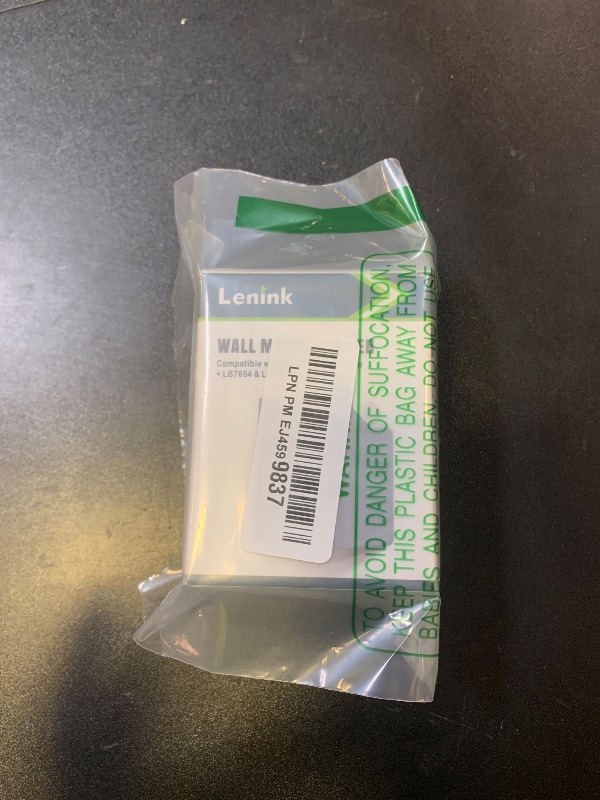 Lenink
WALL M
Compatible w
+ LB7654 & L
LPN PM EJ4599837
TO AVOID DANGER OF SUFFOCATION,
KEEP THIS PLASTIC BAG AWAY FROM
BABIES AND CHILDREN. DO NOT USE